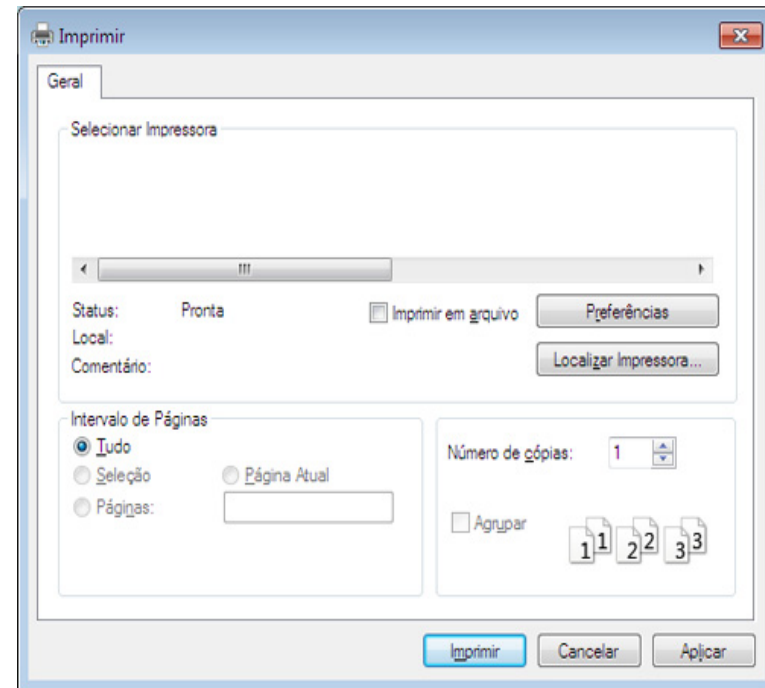 Imprimir
Geral
Selecionar Impressora
Status: Pronta
Imprimir em arquivo
Preferências
Local:
Comentário:
Localizar Impressora...
Intervalo de Páginas
Tudo
Seleção
Página Atual
Páginas:
Número de cópias: 1
Agrupar
1 1 2 2 3 3
Imprimir
Cancelar
Aplicar